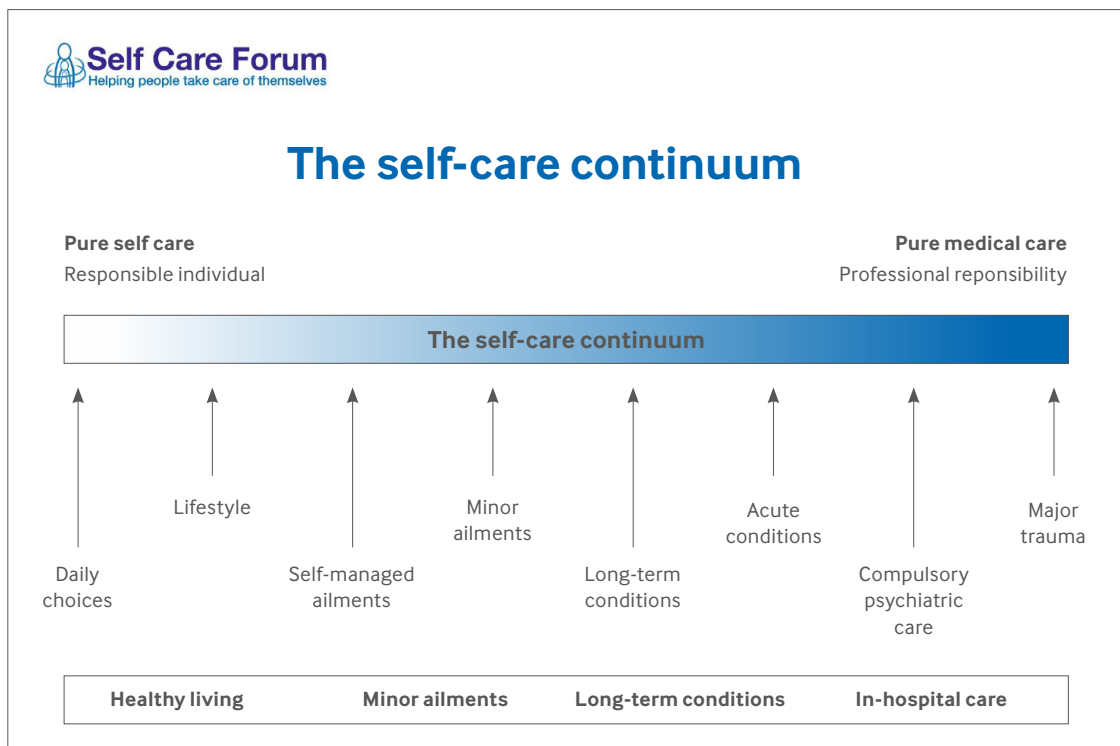 Self Care Forum
Helping people take care of themselves
The self-care continuum
Pure self care
Responsible individual
Pure medical care
Professional reponsibility
The self-care continuum
Daily
choices
Lifestyle
Self-managed
ailments
Minor
ailments
Long-term
conditions
Acute
conditions
Compulsory
psychiatric
care
Major
trauma
Healthy living
Minor ailments
Long-term conditions
In-hospital care